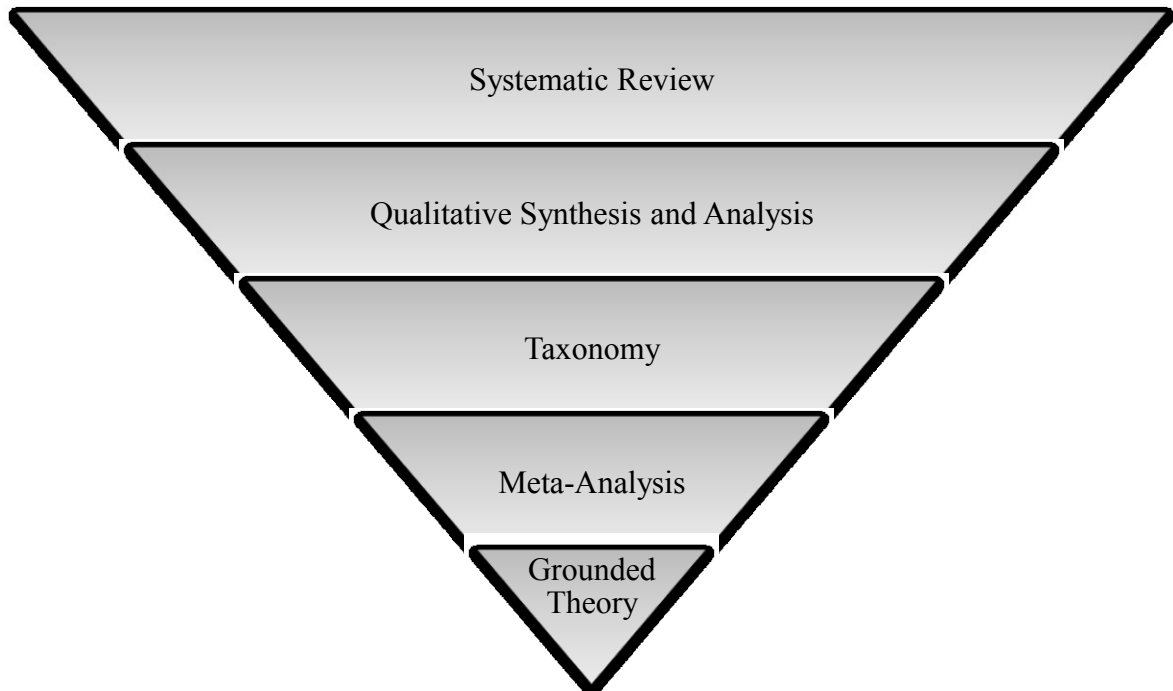 Systematic Review
Qualitative Synthesis and Analysis
Taxonomy
Meta-Analysis
Grounded
Theory